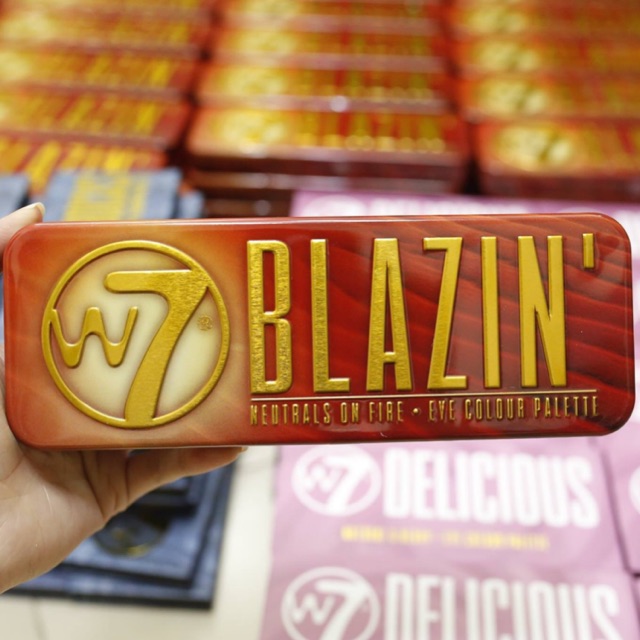 W7
BLAZIN'
NEUTRALS ON FIRE • EYE COLOUR PALETTE
W7 DELICIOUS
W7 DELICIOUS